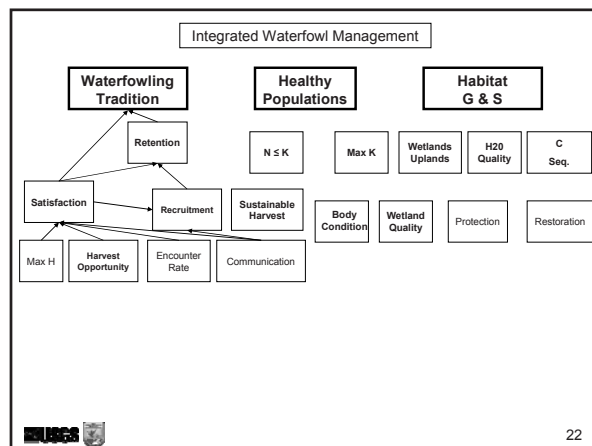 Integrated Waterfowl Management
Waterfowling
Tradition
Healthy
Populations
Habitat
G & S
Retention
N ≤ K
Max K
Wetlands
Uplands
H20
Quality
C
Seq.
Satisfaction
Recruitment
Sustainable
Harvest
Body
Condition
Wetland
Quality
Protection
Restoration
Max H
Harvest
Opportunity
Encounter
Rate
Communication
USGS
22